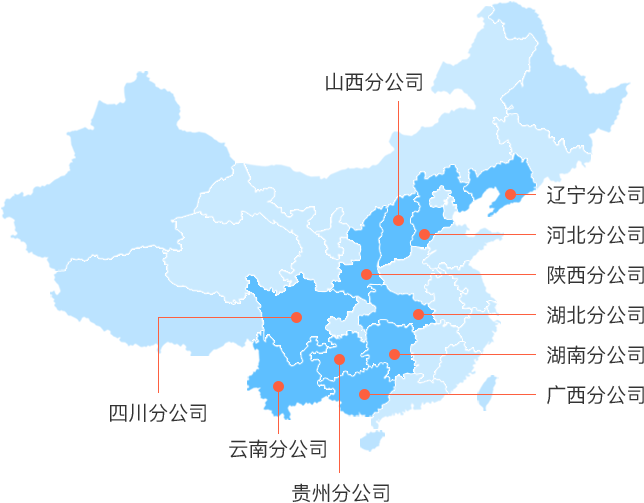 山西分公司
辽宁分公司
河北分公司
陕西分公司
湖北分公司
湖南分公司
广西分公司
四川分公司
云南分公司
贵州分公司